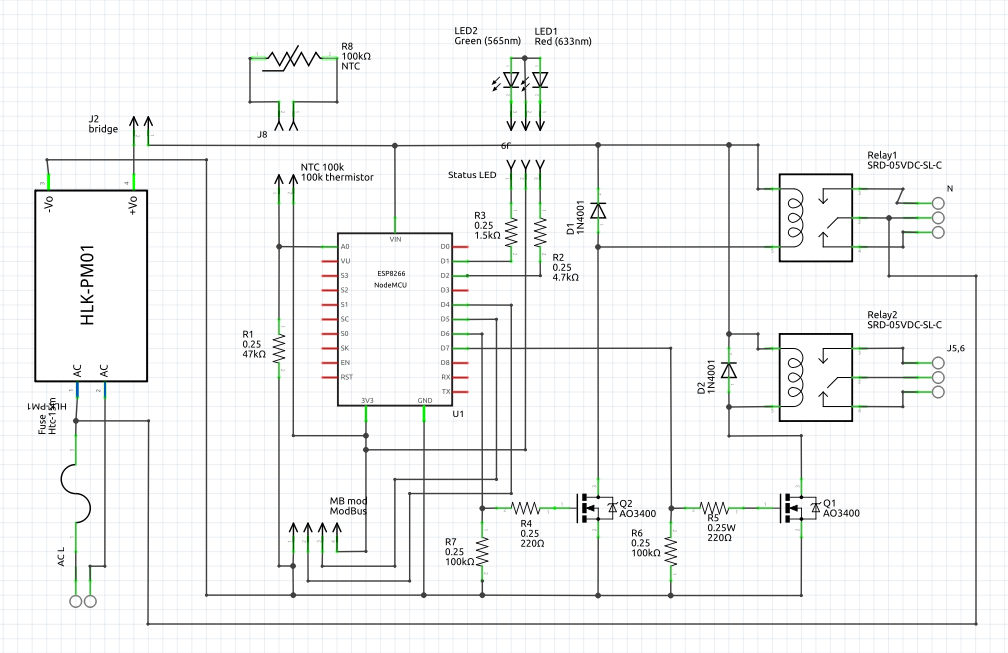 LED2
Green (565nm)
LED1
Red (633nm)
R8
100kΩ
NTC
J2
bridge
J8
6F
NTC 100k
100k thermistor
Status LED
Relay1
SRD-05VDC-SL-C
N
-Vo
+Vo
HLK-PM01
AC
AC
HLK-PM1
Fuse
ESP8266
NodeMCU
VIN
A0
VU
S3
S2
S1
SC
S0
SK
EN
RST
D0
D1
D2
D3
D4
D5
D6
D7
D8
RX
TX
3V3
GND
U1
R3
0.25
1.5kΩ
R2
0.25
4.7kΩ
D1
1N4001
R1
0.25
47kΩ
Relay2
SRD-05VDC-SL-C
J5,6
D2
1N4001
MB mod
ModBus
AC L
R7
0.25
100kΩ
R4
0.25
220Ω
Q2
AO3400
R6
0.25
100kΩ
R5
0.25W
220Ω
Q1
AO3400